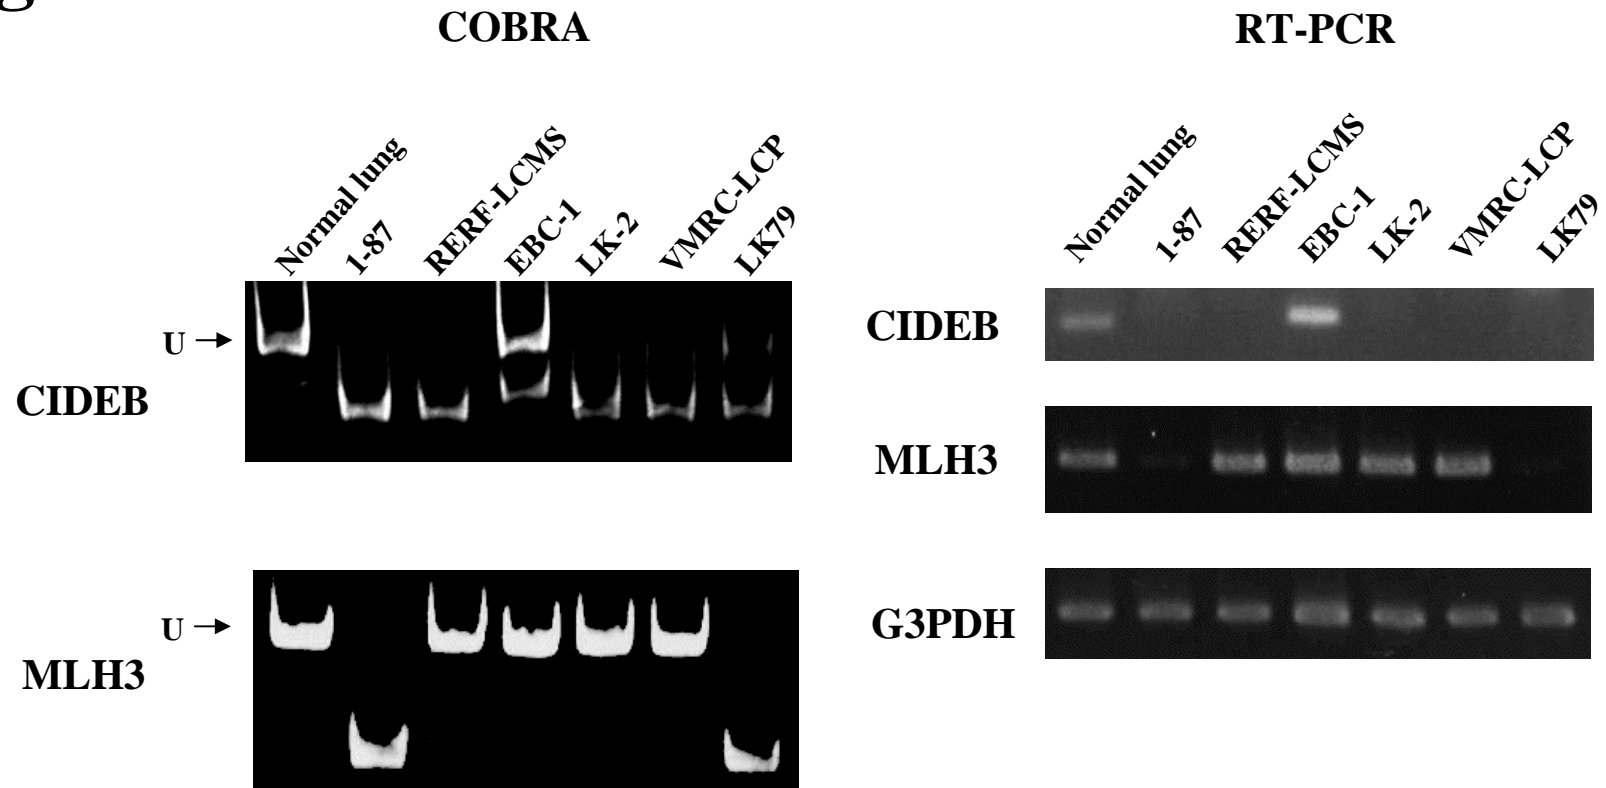 g
COBRA
RT-PCR
Normal lung
1-87
RERF-LCMS
EBC-1
LK-2
VMRC-LCP
LK79
Normal lung
1-87
RERF-LCMS
EBC-1
LK-2
VMRC-LCP
LK79
U
CIDEB
CIDEB
MLH3
U
MLH3
G3PDH